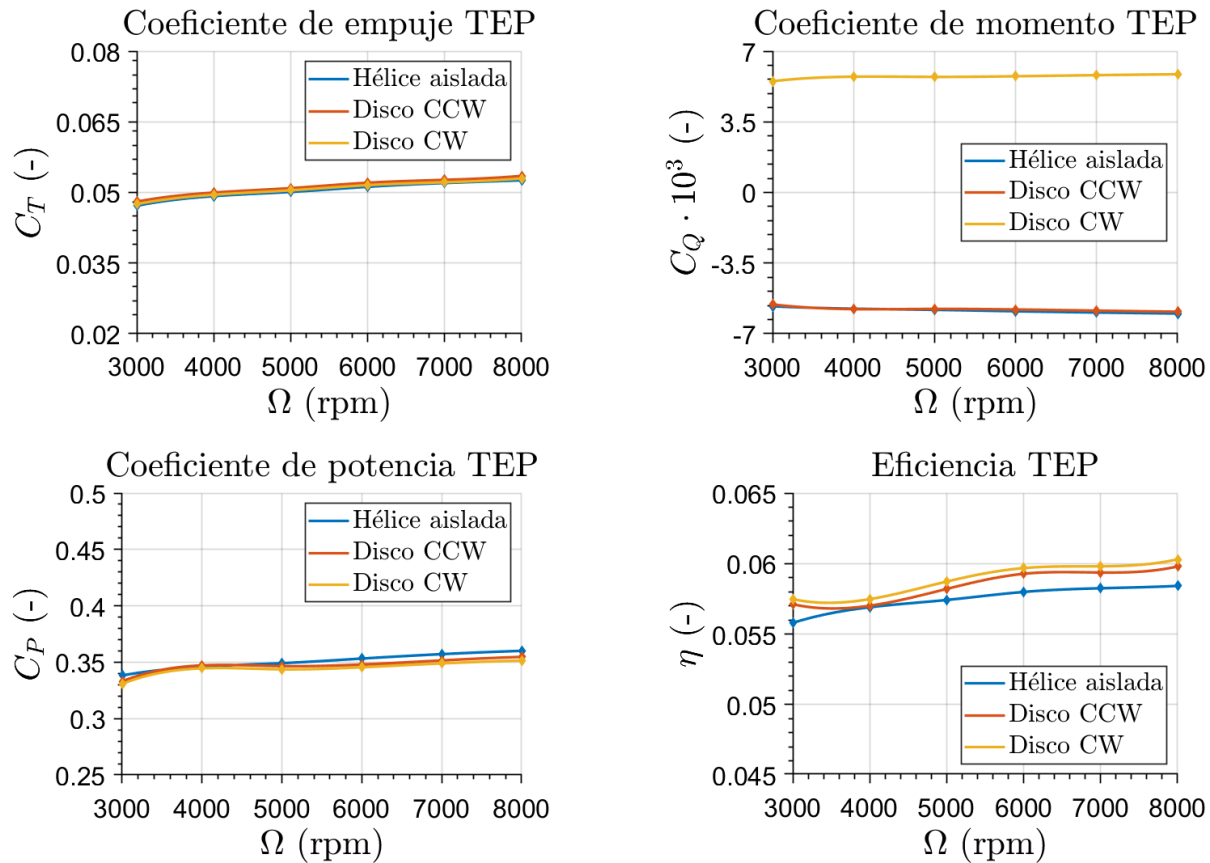 Coeficiente de empuje TEP
0.08
0.065
0.05
0.035
0.02
C_T (-)
Hélice aislada
Disco CCW
Disco CW
3000 4000 5000 6000 7000 8000
Ω (rpm)
Coeficiente de momento TEP
7
3.5
0
-3.5
-7
C_Q · 10³ (-)
Hélice aislada
Disco CCW
Disco CW
3000 4000 5000 6000 7000 8000
Ω (rpm)
Coeficiente de potencia TEP
0.5
0.45
0.4
0.35
0.3
0.25
C_P (-)
Hélice aislada
Disco CCW
Disco CW
3000 4000 5000 6000 7000 8000
Ω (rpm)
Eficiencia TEP
0.065
0.06
0.055
0.05
0.045
η (-)
Hélice aislada
Disco CCW
Disco CW
3000 4000 5000 6000 7000 8000
Ω (rpm)